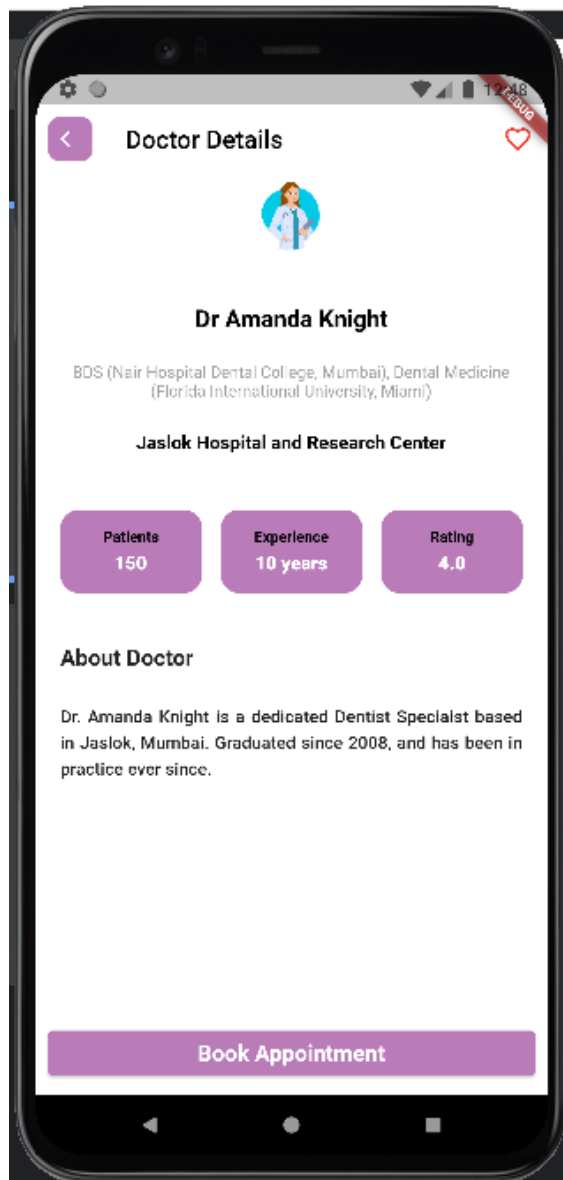 12:48
DEBUG
Doctor Details
Dr Amanda Knight
BDS (Nair Hospital Dental College, Mumbai), Dental Medicine
(Florida International University, Miami)
Jaslok Hospital and Research Center
Patients
150
Experience
10 years
Rating
4.0
About Doctor
Dr. Amanda Knight is a dedicated Dentist Specialst based
in Jaslok, Mumbai. Graduated since 2008, and has been in
practice ever since.
Book Appointment